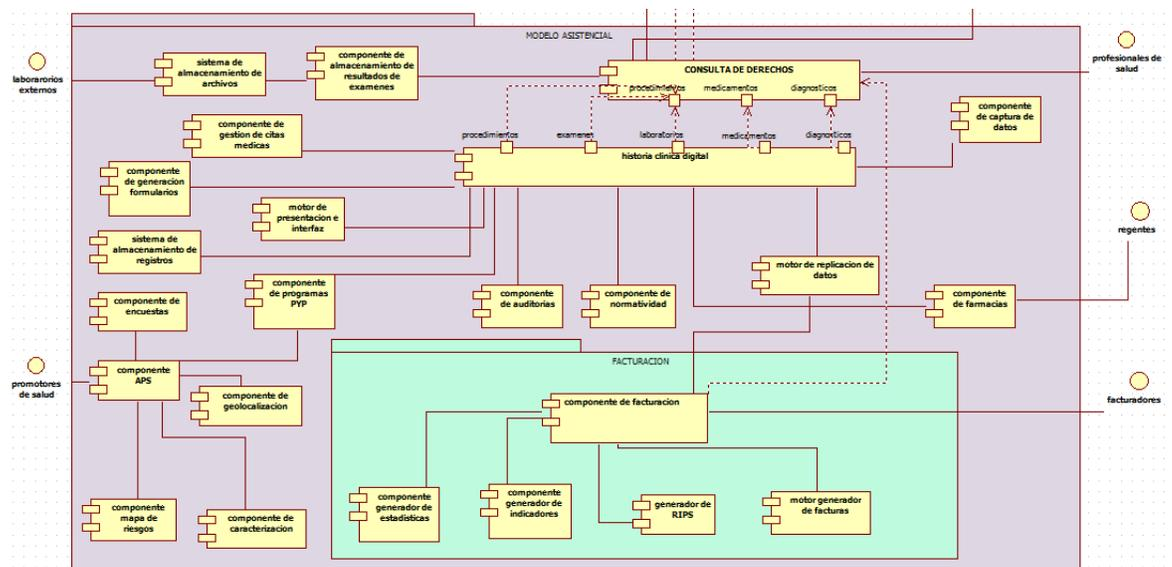 MODELO ASISTENCIAL
laborarorios
externos
sistema de
almacenamiento de
archivos
componente de
almacenamiento de
resultados de
examenes
CONSULTA DE DERECHOS
procedimientos
medicamentos
diagnosticos
profesionales de
salud
componente
de captura de
datos
componente de
gestion de citas
medicas
procedimientos
examenes
laboratorios
medicamentos
diagnosticos
historia clinica digital
componente
de generacion
formularios
motor de
presentacion e
interfaz
regentes
sistema de
almacenamiento de
registros
motor de replicacion de
datos
componente
de programas
PYP
componente
de auditorias
componente de
normatividad
componente
de farmacias
componente de
encuestas
FACTURACION
promotores
de salud
componente
APS
componente de
geolocalizacion
componente de facturacion
facturadores
componente
generador de
estadisticas
componente
generador de
indicadores
generador de
RIPS
motor generador
de facturas
componente
mapa de
riesgos
componente de
caracterizacion